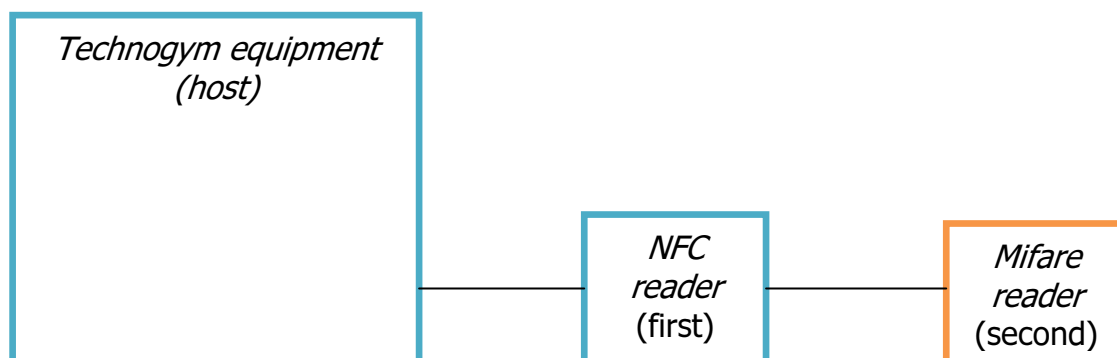 Technogym equipment
(host)
NFC
reader
(first)
Mifare
reader
(second)